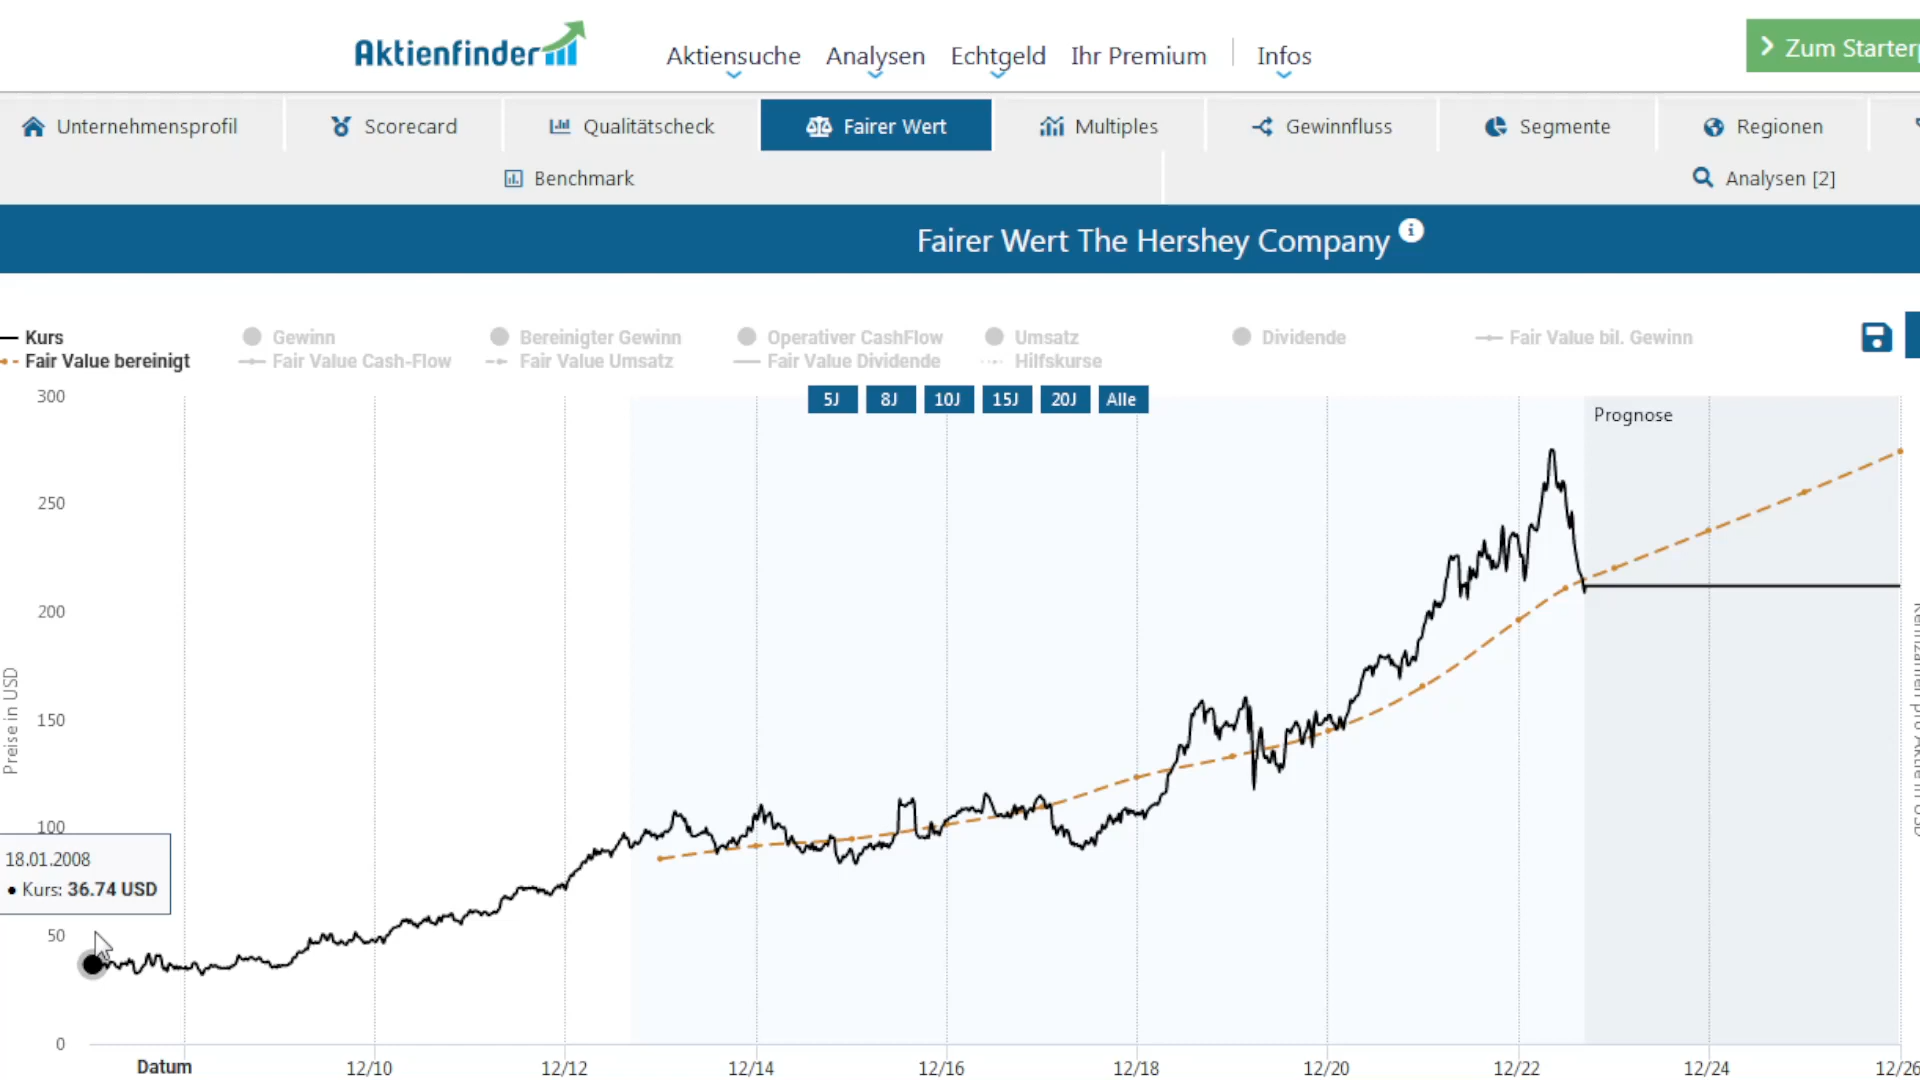 Aktienfinder
Aktiensuche Analysen Echtgeld Ihr Premium Infos
Zum Starter
Unternehmensprofil Scorecard Qualitätscheck Fairer Wert Multiples Gewinnfluss Segmente Regionen
Benchmark Analysen [2]
Fairer Wert The Hershey Company
Kurs Gewinn Bereinigter Gewinn Operativer CashFlow Umsatz Dividende Fair Value bil. Gewinn
Fair Value bereinigt Fair Value Cash-Flow Fair Value Umsatz Fair Value Dividende Hilfskurse
5J 8J 10J 15J 20J Alle
Prognose
300
250
200
150
100
50
0
Preise in USD
Kennzahlen pro Aktie in USD
18.01.2008
• Kurs: 36.74 USD
Datum 12/10 12/12 12/14 12/16 12/18 12/20 12/22 12/24 12/26